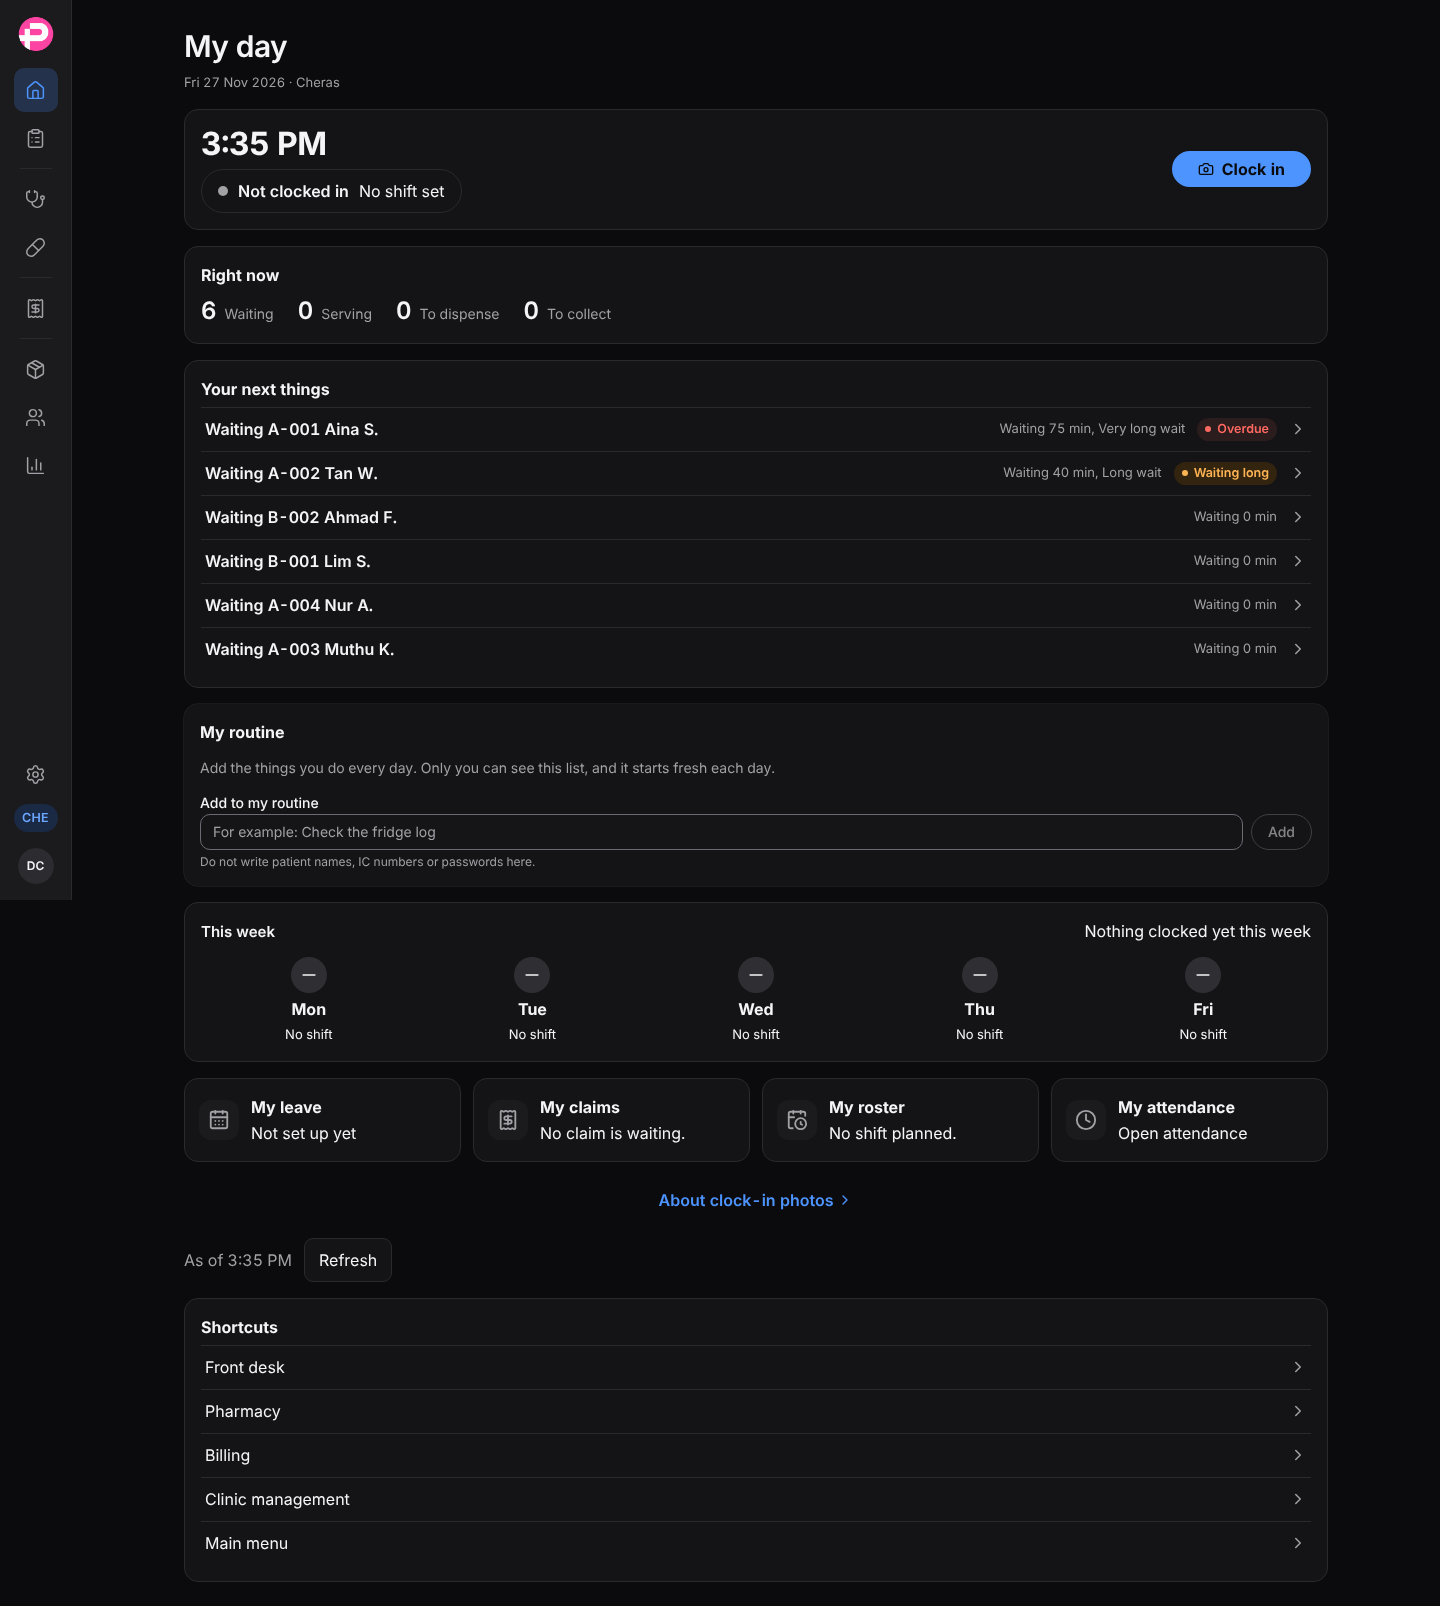 My day
Fri 27 Nov 2026 · Cheras
3:35 PM
Not clocked in No shift set
Clock in
Right now
6 Waiting 0 Serving 0 To dispense 0 To collect
Your next things
Waiting A-001 Aina S. Waiting 75 min, Very long wait Overdue
Waiting A-002 Tan W. Waiting 40 min, Long wait Waiting long
Waiting B-002 Ahmad F. Waiting 0 min
Waiting B-001 Lim S. Waiting 0 min
Waiting A-004 Nur A. Waiting 0 min
Waiting A-003 Muthu K. Waiting 0 min
My routine
Add the things you do every day. Only you can see this list, and it starts fresh each day.
Add to my routine
For example: Check the fridge log Add
Do not write patient names, IC numbers or passwords here.
CHE
DC
This week Nothing clocked yet this week
Mon Tue Wed Thu Fri
No shift No shift No shift No shift No shift
My leave
Not set up yet
My claims
No claim is waiting.
My roster
No shift planned.
My attendance
Open attendance
About clock-in photos
As of 3:35 PM Refresh
Shortcuts
Front desk
Pharmacy
Billing
Clinic management
Main menu